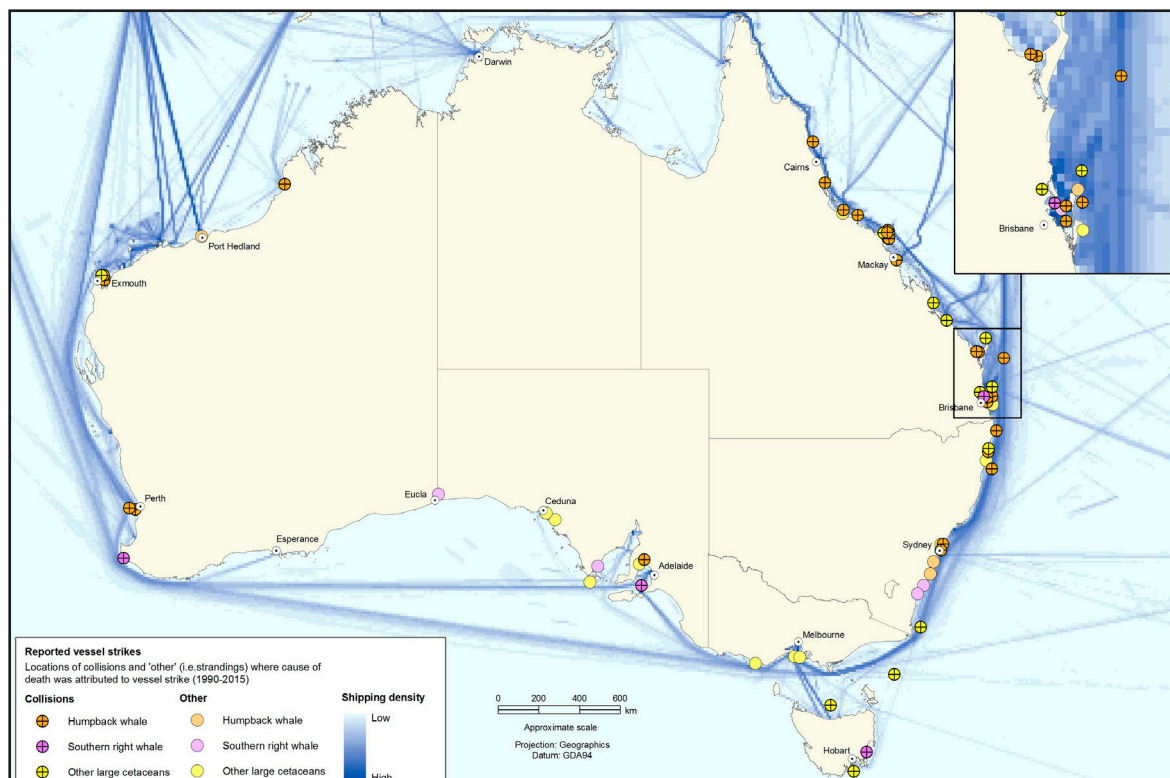 Darwin
Cairns
Port Hedland
Exmouth
Mackay
Brisbane
Brisbane
Perth
Eucla
Ceduna
Esperance
Sydney
Adelaide
Melbourne
Hobart
Reported vessel strikes
Locations of collisions and 'other' (i.e.strandings) where cause of
death was attributed to vessel strike (1990-2015)
Collisions
Humpback whale
Southern right whale
Other large cetaceans
Other
Humpback whale
Southern right whale
Other large cetaceans
Shipping density
Low
High
0 200 400 600
km
Approximate scale
Projection: Geographics
Datum: GDA94